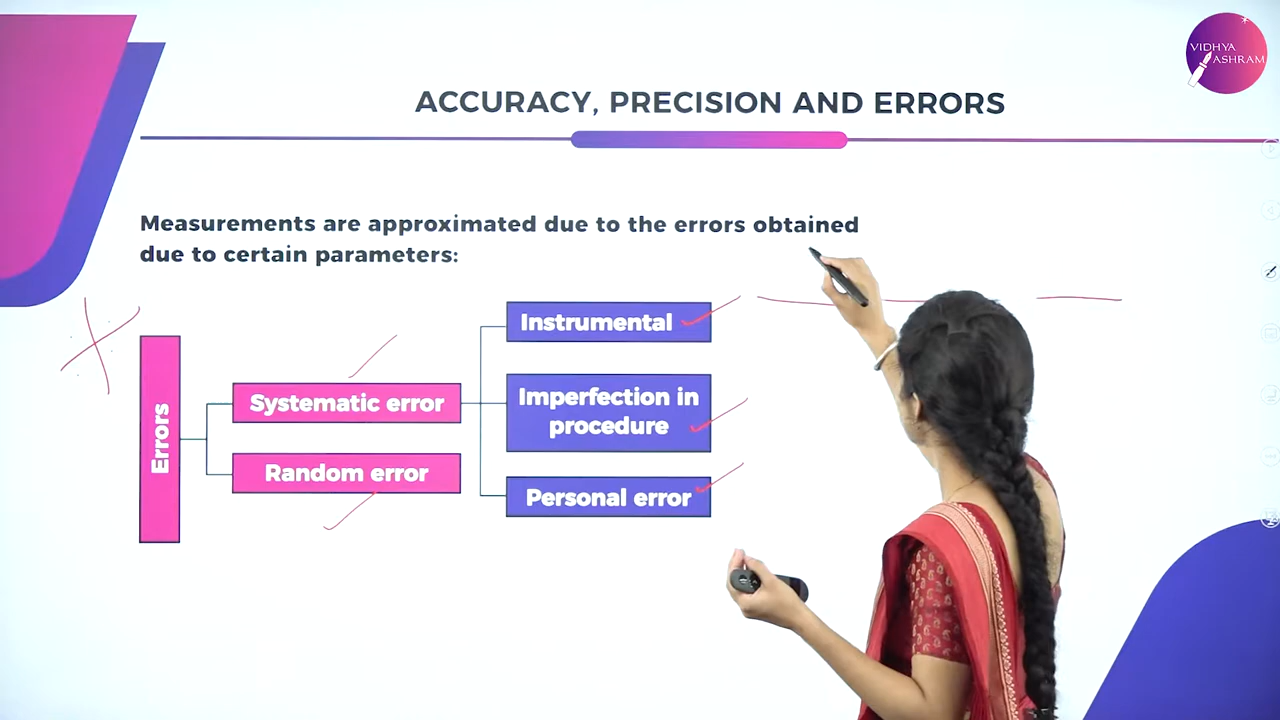 VIDHYA
ASHRAM
ACCURACY, PRECISION AND ERRORS
Measurements are approximated due to the errors obtained
due to certain parameters:
Errors
Systematic error
Random error
Instrumental
Imperfection in
procedure
Personal error